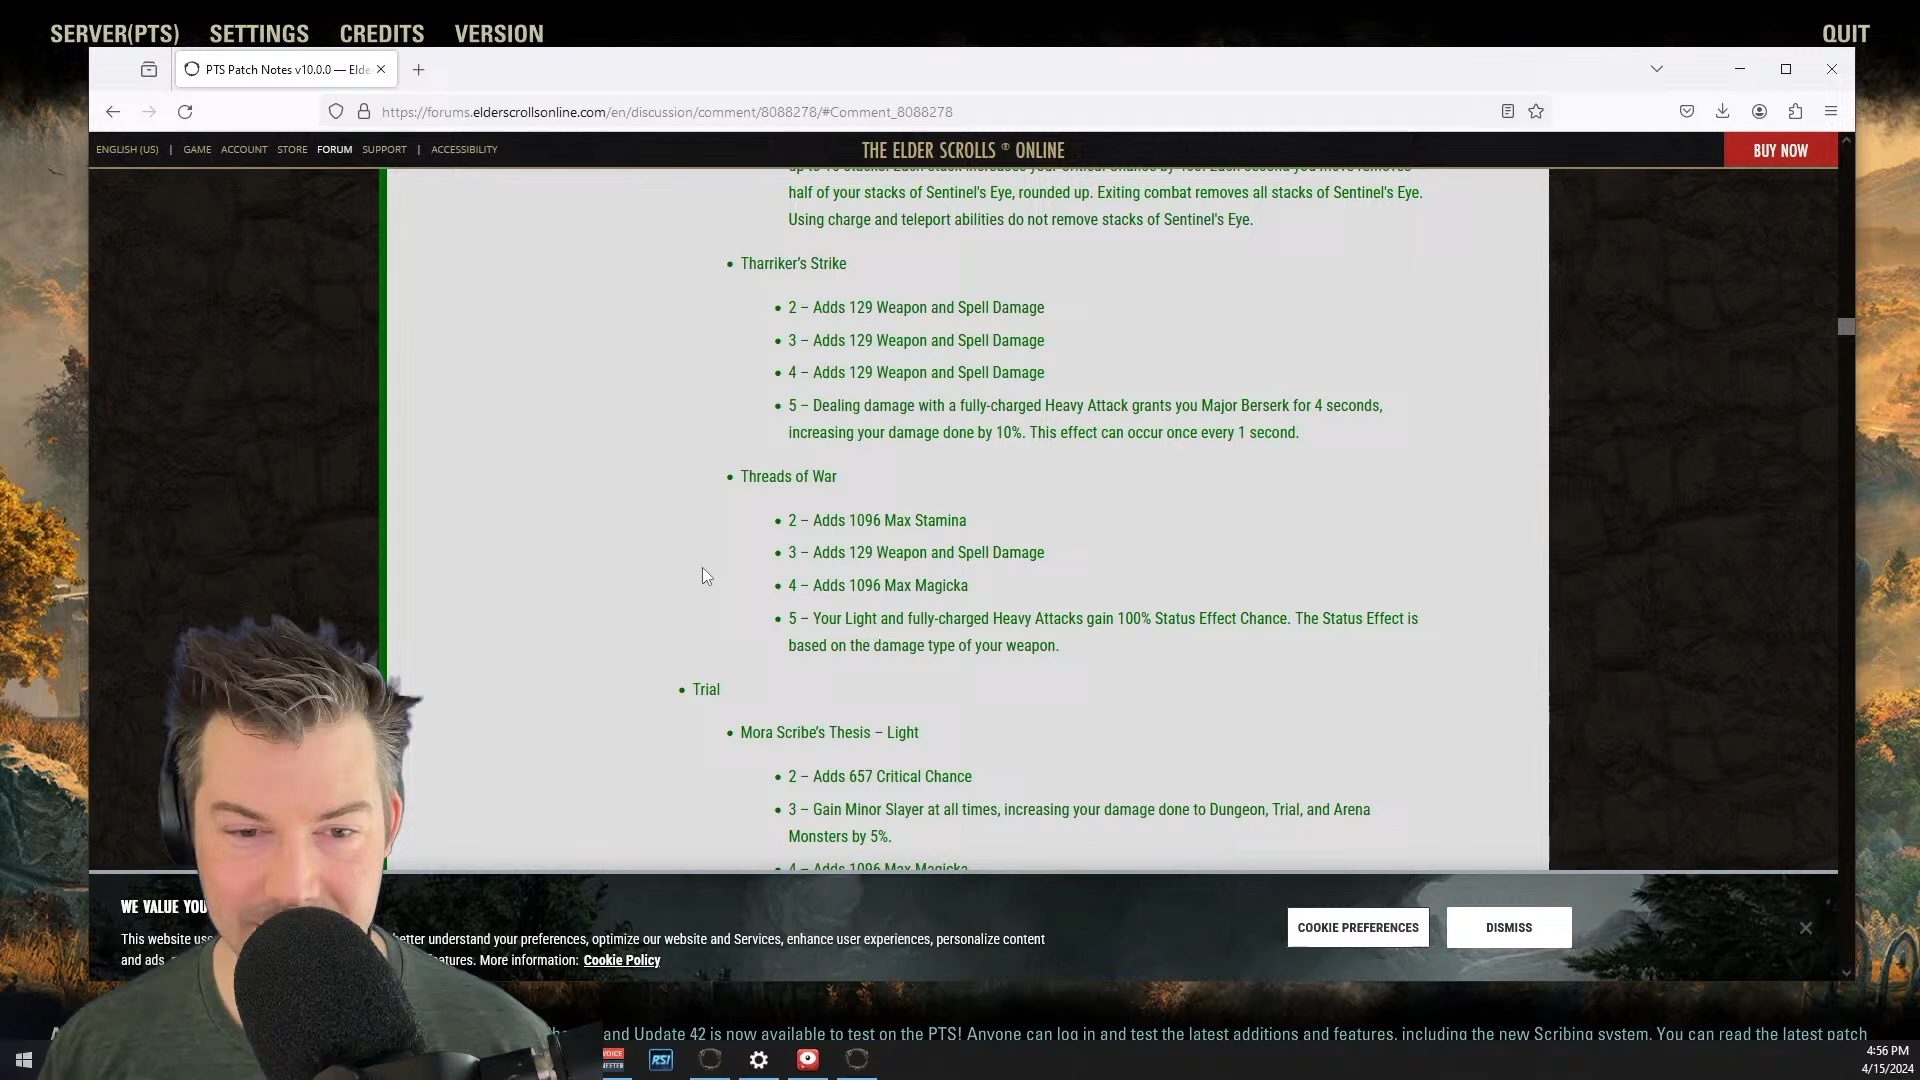 SERVER(PTS) SETTINGS CREDITS VERSION QUIT
PTS Patch Notes v10.0.0 — Elde
https://forums.elderscrollsonline.com/en/discussion/comment/8088278/#Comment_8088278
ENGLISH (US) | GAME ACCOUNT STORE FORUM SUPPORT | ACCESSIBILITY THE ELDER SCROLLS ® ONLINE BUY NOW
half of your stacks of Sentinel's Eye, rounded up. Exiting combat removes all stacks of Sentinel's Eye.
Using charge and teleport abilities do not remove stacks of Sentinel's Eye.
• Tharriker's Strike
• 2 – Adds 129 Weapon and Spell Damage
• 3 – Adds 129 Weapon and Spell Damage
• 4 – Adds 129 Weapon and Spell Damage
• 5 – Dealing damage with a fully-charged Heavy Attack grants you Major Berserk for 4 seconds,
increasing your damage done by 10%. This effect can occur once every 1 second.
• Threads of War
• 2 – Adds 1096 Max Stamina
• 3 – Adds 129 Weapon and Spell Damage
• 4 – Adds 1096 Max Magicka
• 5 – Your Light and fully-charged Heavy Attacks gain 100% Status Effect Chance. The Status Effect is
based on the damage type of your weapon.
• Trial
• Mora Scribe's Thesis – Light
• 2 – Adds 657 Critical Chance
• 3 – Gain Minor Slayer at all times, increasing your damage done to Dungeon, Trial, and Arena
Monsters by 5%.
• 4 – Adds 1096 Max Magicka
WE VALUE YOU
COOKIE PREFERENCES DISMISS
This website use better understand your preferences, optimize our website and Services, enhance user experiences, personalize content
and ads, atures. More information: Cookie Policy
and Update 42 is now available to test on the PTS! Anyone can log in and test the latest additions and features, including the new Scribing system. You can read the latest patch
VOICE
MEETER
RSI
4:56 PM
4/15/2024